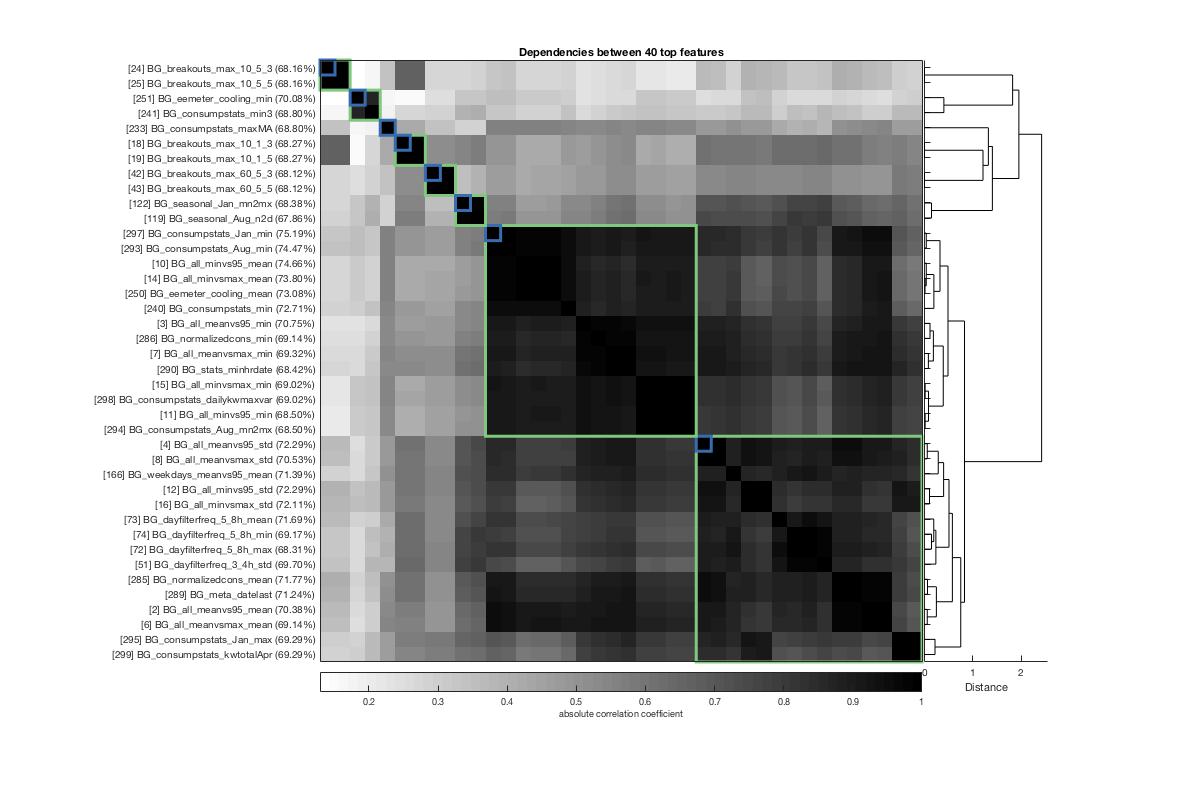 Dependencies between 40 top features
[24] BG_breakouts_max_10_5_3 (68.16%)
[25] BG_breakouts_max_10_5_5 (68.16%)
[251] BG_eemeter_cooling_min (70.08%)
[241] BG_consumpstats_min3 (68.80%)
[233] BG_consumpstats_maxMA (68.80%)
[18] BG_breakouts_max_10_1_3 (68.27%)
[19] BG_breakouts_max_10_1_5 (68.27%)
[42] BG_breakouts_max_60_5_3 (68.12%)
[43] BG_breakouts_max_60_5_5 (68.12%)
[122] BG_seasonal_Jan_mn2mx (68.38%)
[119] BG_seasonal_Aug_n2d (67.86%)
[297] BG_consumpstats_Jan_min (75.19%)
[293] BG_consumpstats_Aug_min (74.47%)
[10] BG_all_minvs95_mean (74.66%)
[14] BG_all_minvsmax_mean (73.80%)
[250] BG_eemeter_cooling_mean (73.08%)
[240] BG_consumpstats_min (72.71%)
[3] BG_all_meanvs95_min (70.75%)
[286] BG_normalizedcons_min (69.14%)
[7] BG_all_meanvsmax_min (69.32%)
[290] BG_stats_minhrdate (68.42%)
[15] BG_all_minvsmax_min (69.02%)
[298] BG_consumpstats_dailykwmaxvar (69.02%)
[11] BG_all_minvs95_min (68.50%)
[294] BG_consumpstats_Aug_mn2mx (68.50%)
[4] BG_all_meanvs95_std (72.29%)
[8] BG_all_meanvsmax_std (70.53%)
[166] BG_weekdays_meanvs95_mean (71.39%)
[12] BG_all_minvs95_std (72.29%)
[16] BG_all_minvsmax_std (72.11%)
[73] BG_dayfilterfreq_5_8h_mean (71.69%)
[74] BG_dayfilterfreq_5_8h_min (69.17%)
[72] BG_dayfilterfreq_5_8h_max (68.31%)
[51] BG_dayfilterfreq_3_4h_std (69.70%)
[285] BG_normalizedcons_mean (71.77%)
[289] BG_meta_datelast (71.24%)
[2] BG_all_meanvs95_mean (70.38%)
[6] BG_all_meanvsmax_mean (69.14%)
[295] BG_consumpstats_Jan_max (69.29%)
[299] BG_consumpstats_kwtotalApr (69.29%)
0 1 2
Distance
0.2 0.3 0.4 0.5 0.6 0.7 0.8 0.9 1
absolute correlation coefficient